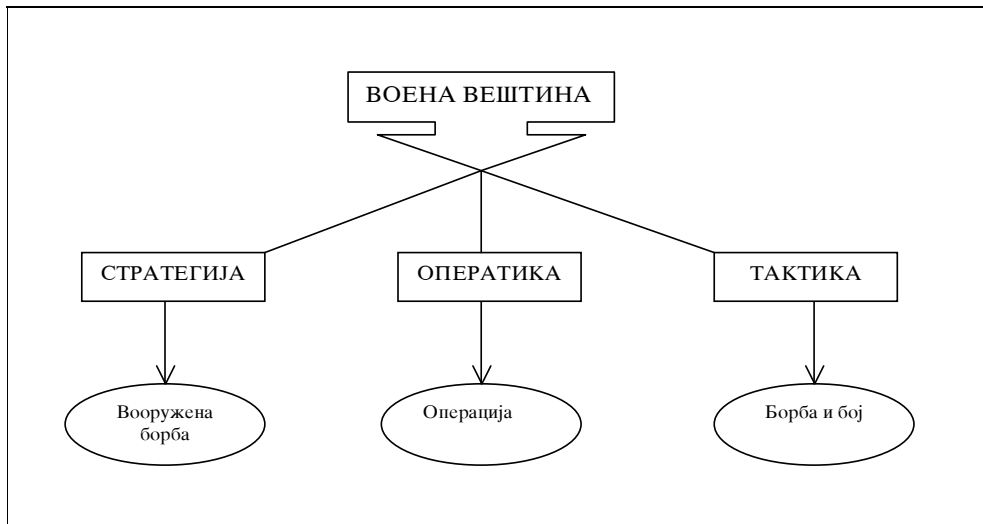 ВОЕНА ВЕШТИНА
СТРАТЕГИЈА
ОПЕРАТИКА
ТАКТИКА
Вооружена
борба
Операција
Борба и бој